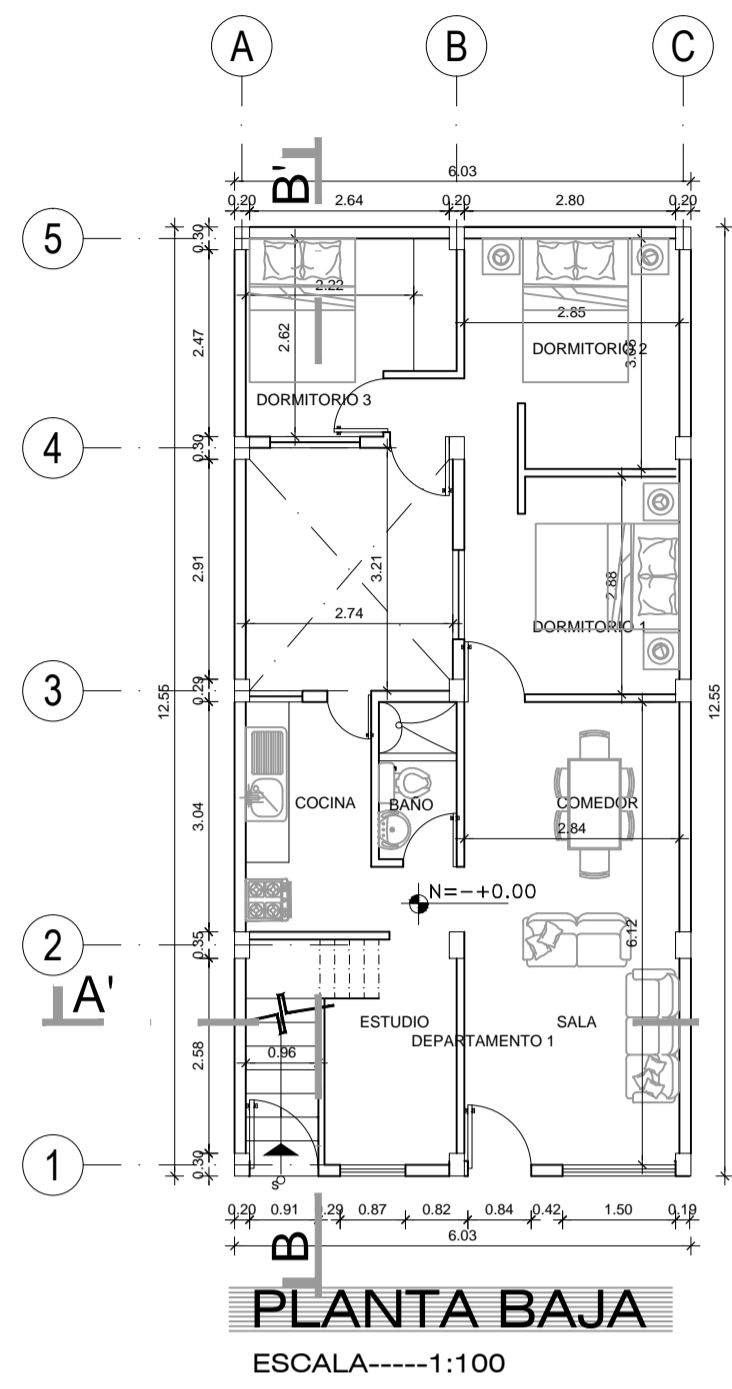 A B C
B'
6.03
0.20 2.64 0.20 2.80 0.20
5
0.30
2.22
2.85
2.47
2.62
DORMITORIO 2
3.05
DORMITORIO 3
4
0.30
2.91
3.21
2.88
2.74
DORMITORIO 1
3
0.29
12.55
12.55
3.04
COCINA BAÑO COMEDOR
2.84
N=-+0.00
2
0.35
6.12
A'
ESTUDIO SALA
DEPARTAMENTO 1
2.58
0.96
1
0.30
S
0.20 0.91 .29 0.87 0.82 0.84 0.42 1.50 0.19
6.03
B
PLANTA BAJA
ESCALA-----1:100